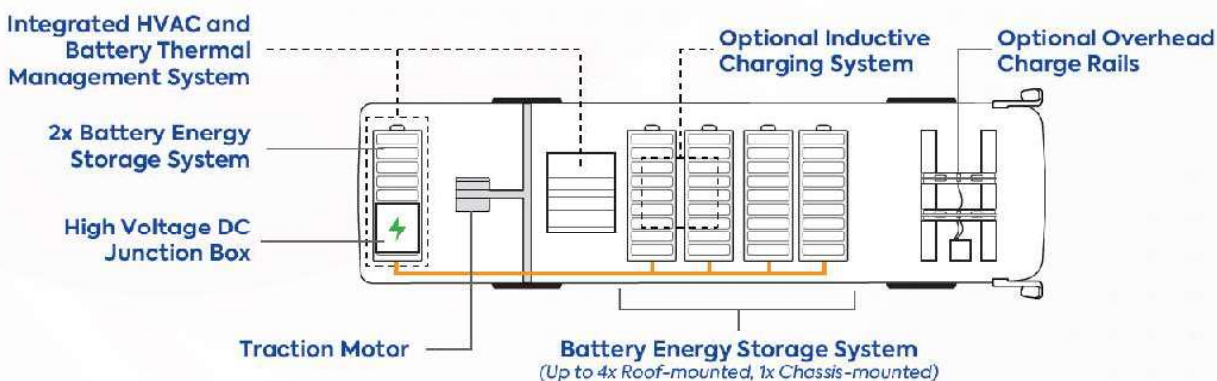 Integrated HVAC and
Battery Thermal
Management System
Optional Inductive
Charging System
Optional Overhead
Charge Rails
2x Battery Energy
Storage System
High Voltage DC
Junction Box
Traction Motor
Battery Energy Storage System
(Up to 4x Roof-mounted, 1x Chassis-mounted)